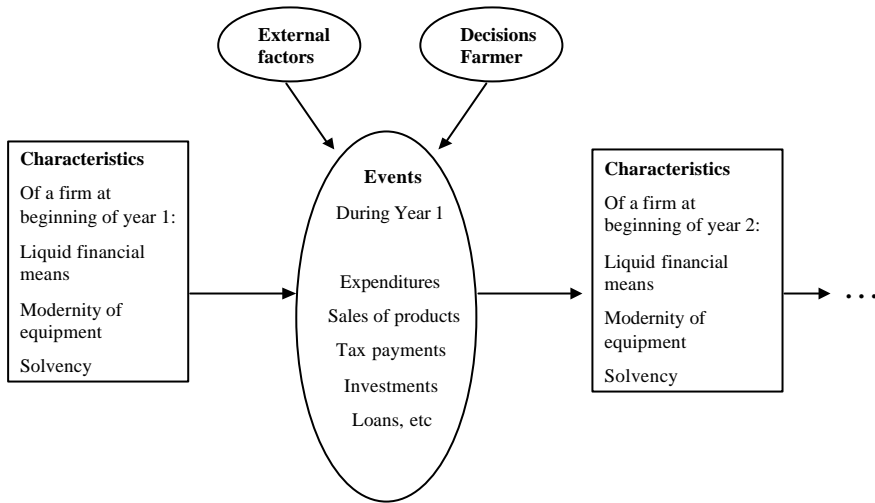 External
factors
Decisions
Farmer
Characteristics
Of a firm at
beginning of year 1:
Liquid financial
means
Modernity of
equipment
Solvency
Events
During Year 1
Expenditures
Sales of products
Tax payments
Investments
Loans, etc
Characteristics
Of a firm at
beginning of year 2:
Liquid financial
means
Modernity of
equipment
Solvency
...